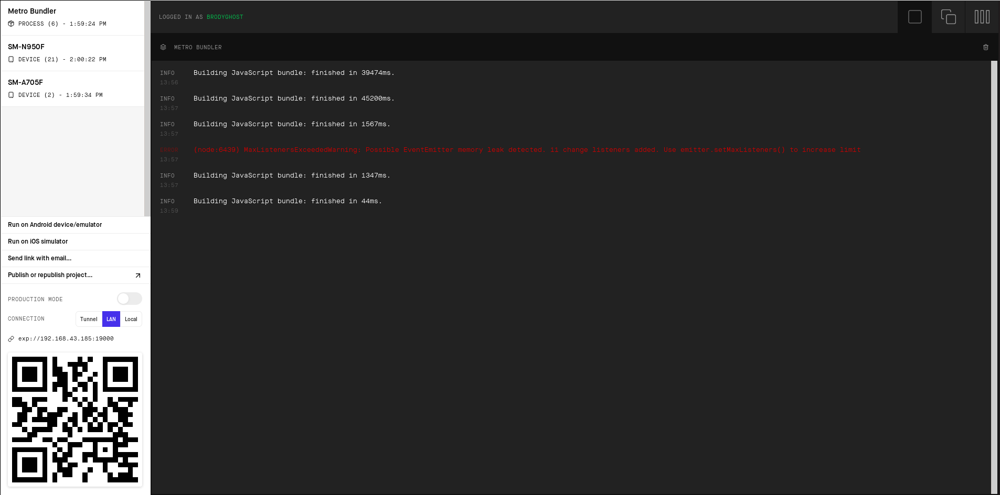 Metro Bundler
PROCESS (6) - 1:59:24 PM
SM-N950F
DEVICE (21) - 2:00:22 PM
SM-A705F
DEVICE (2) - 1:59:34 PM
Run on Android device/emulator
Run on iOS simulator
Send link with email…
Publish or republish project…
PRODUCTION MODE
CONNECTION
Tunnel
LAN
Local
exp://192.168.43.185:19000
LOGGED IN AS BRODYGHOST
METRO BUNDLER
INFO Building JavaScript bundle: finished in 39474ms.
13:56
INFO Building JavaScript bundle: finished in 45200ms.
13:57
INFO Building JavaScript bundle: finished in 1567ms.
13:57
ERROR (node:6439) MaxListenersExceededWarning: Possible EventEmitter memory leak detected. 11 change listeners added. Use emitter.setMaxListeners() to increase limit
13:57
INFO Building JavaScript bundle: finished in 1347ms.
13:57
INFO Building JavaScript bundle: finished in 44ms.
13:59